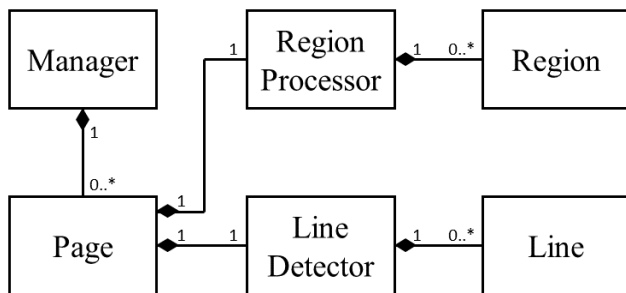 Manager
1
0..*
Region
Processor
1
1
0..*
Region
Page
1
1
1
Line
Detector
1
0..*
Line